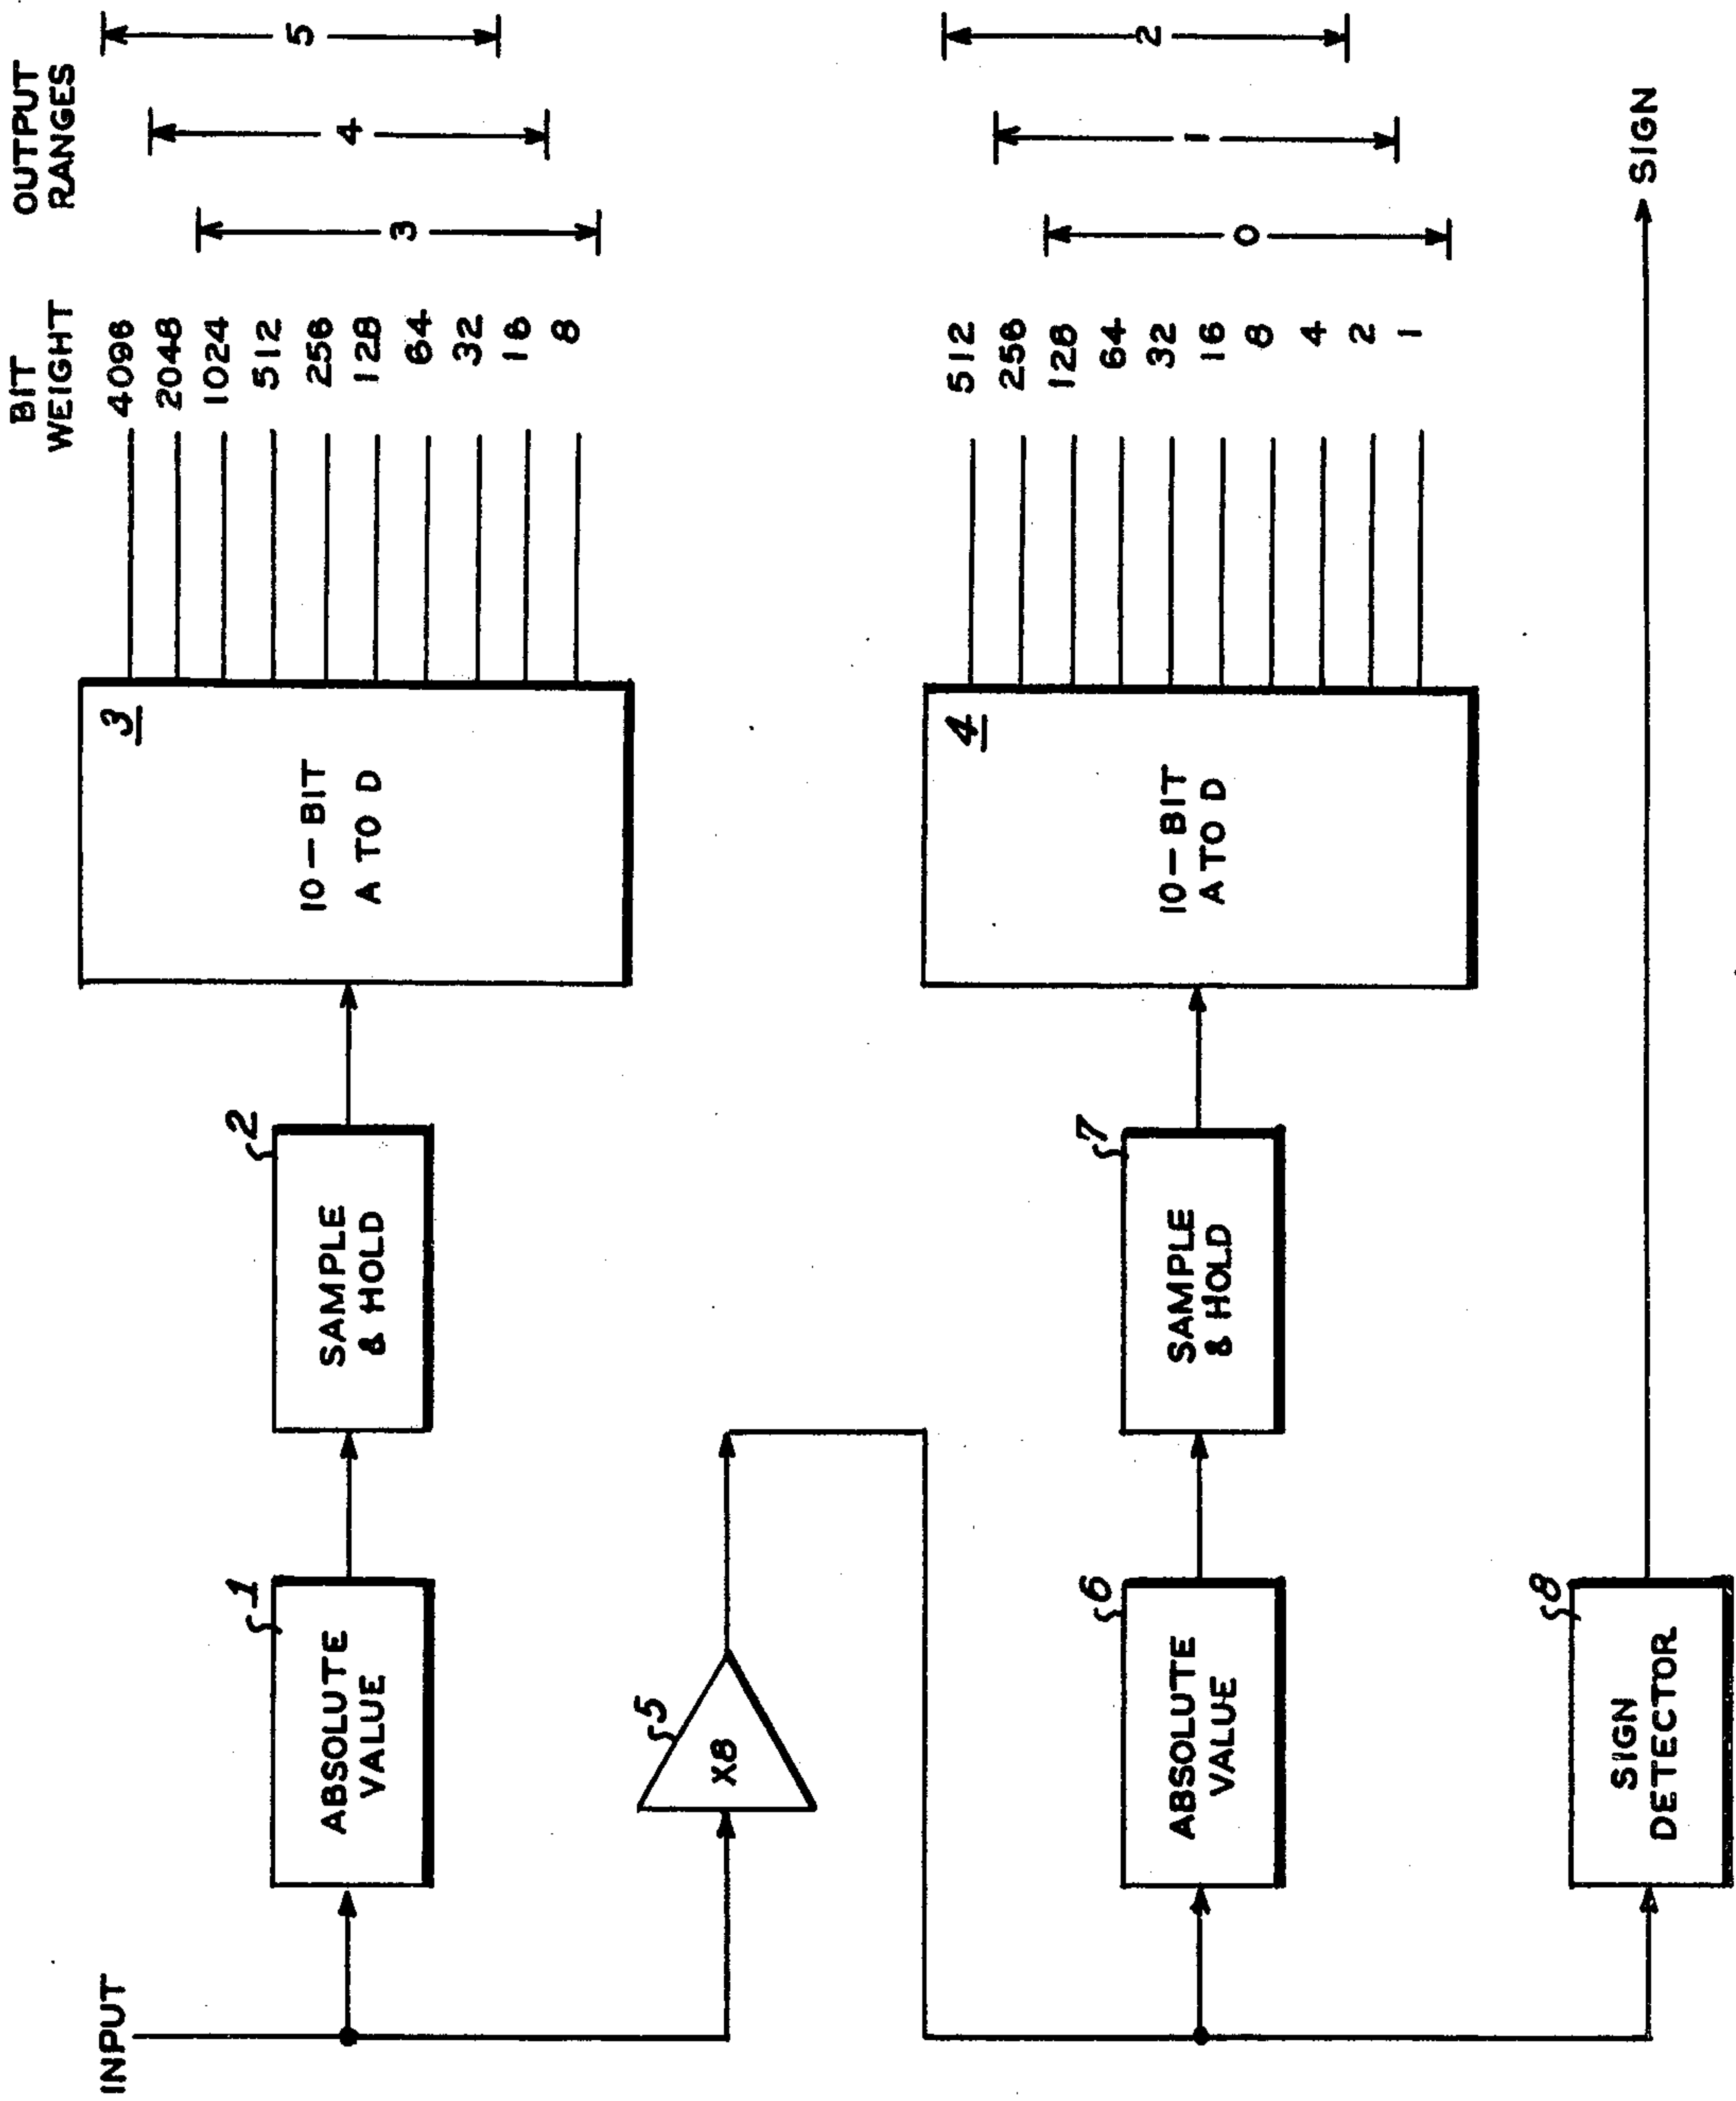 INPUT
ABSOLUTE
VALUE
1
SAMPLE
& HOLD
2
10-BIT
A TO D
3
BIT
WEIGHT
4096
2048
1024
512
256
128
64
32
16
8
OUTPUT
RANGES
3
4
5
X8
5
ABSOLUTE
VALUE
6
SAMPLE
& HOLD
7
10-BIT
A TO D
4
512
256
128
64
32
16
8
4
2
1
0
1
2
SIGN
DETECTOR
8
SIGN